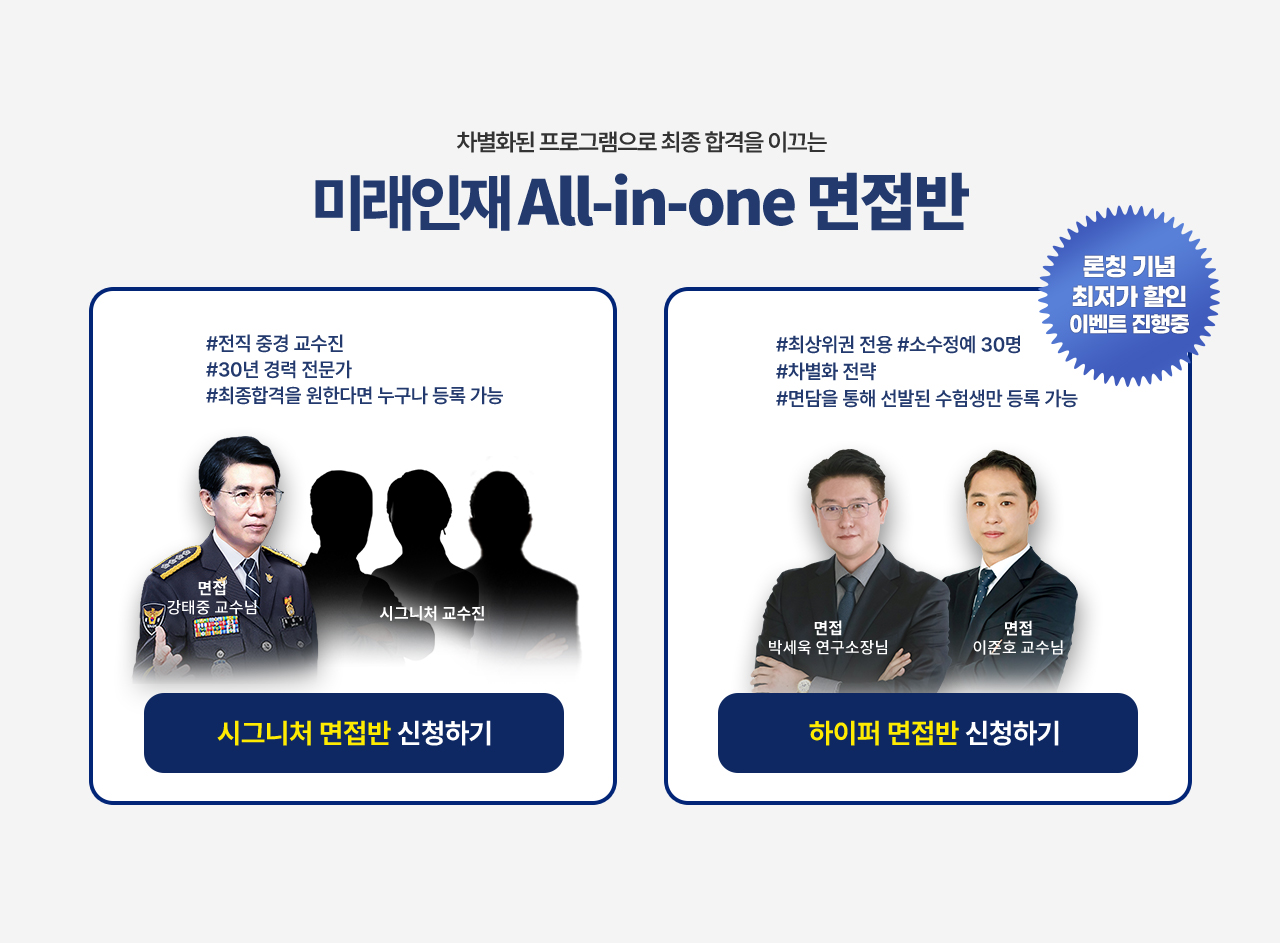 차별화된 프로그램으로 최종 합격을 이끄는
미래인재 All-in-one 면접반
론칭 기념
최저가 할인
이벤트 진행중
#전직 중경 교수진
#30년 경력 전문가
#최종합격을 원한다면 누구나 등록 가능
면접
강태중 교수님
시그니처 교수진
시그니처 면접반 신청하기
#최상위권 전용 #소수정예 30명
#차별화 전략
#면담을 통해 선발된 수험생만 등록 가능
면접
박세욱 연구소장님
면접
이준호 교수님
하이퍼 면접반 신청하기